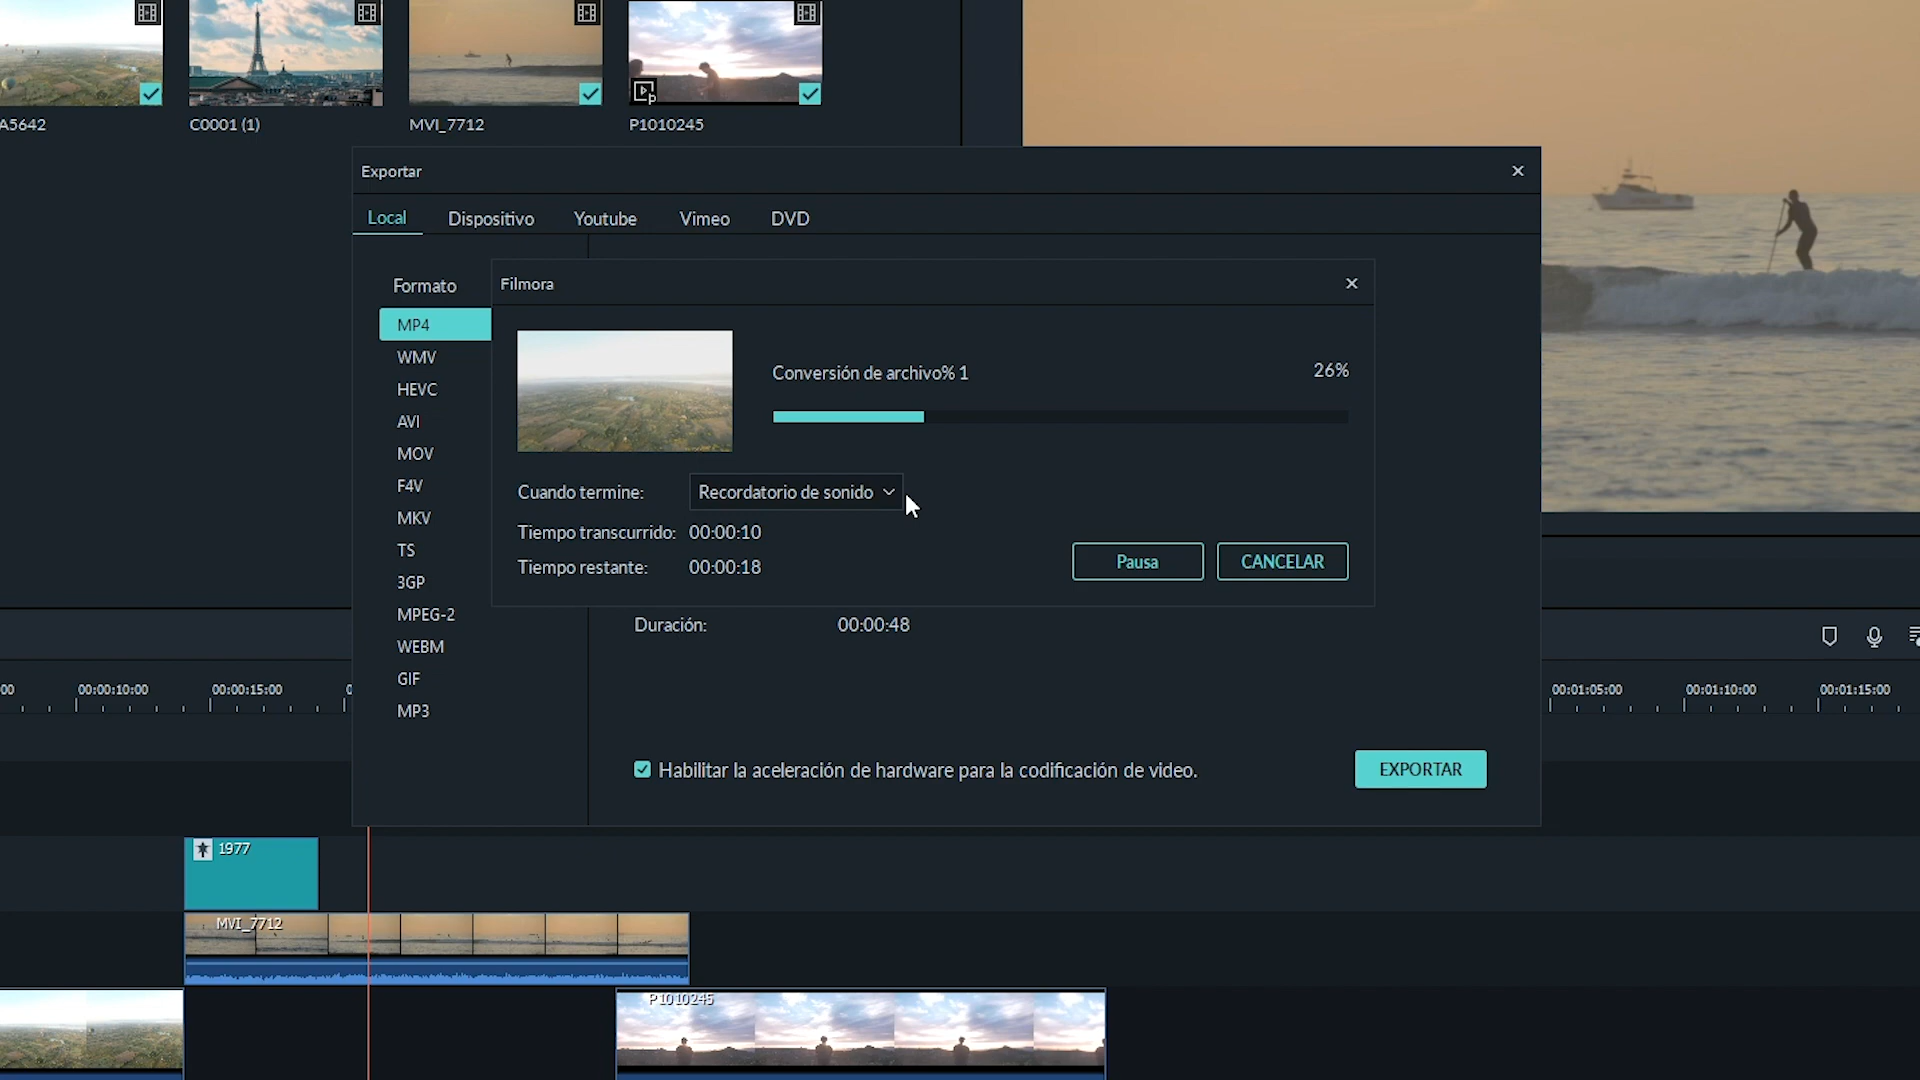 A5642
C0001 (1)
MVI_7712
P1010245
Exportar
Local
Dispositivo
Youtube
Vimeo
DVD
Formato
MP4
WMV
HEVC
AVI
MOV
F4V
MKV
TS
3GP
MPEG-2
WEBM
GIF
MP3
Filmora
Conversión de archivo% 1
26%
Cuando termine:
Recordatorio de sonido
Tiempo transcurrido: 00:00:10
Tiempo restante: 00:00:18
Pausa
CANCELAR
Duración: 00:00:48
Habilitar la aceleración de hardware para la codificación de video.
EXPORTAR
00
00:00:10:00
00:00:15:00
0
00:01:05:00
00:01:10:00
00:01:15:00
1977
MVI_7712
P1010245